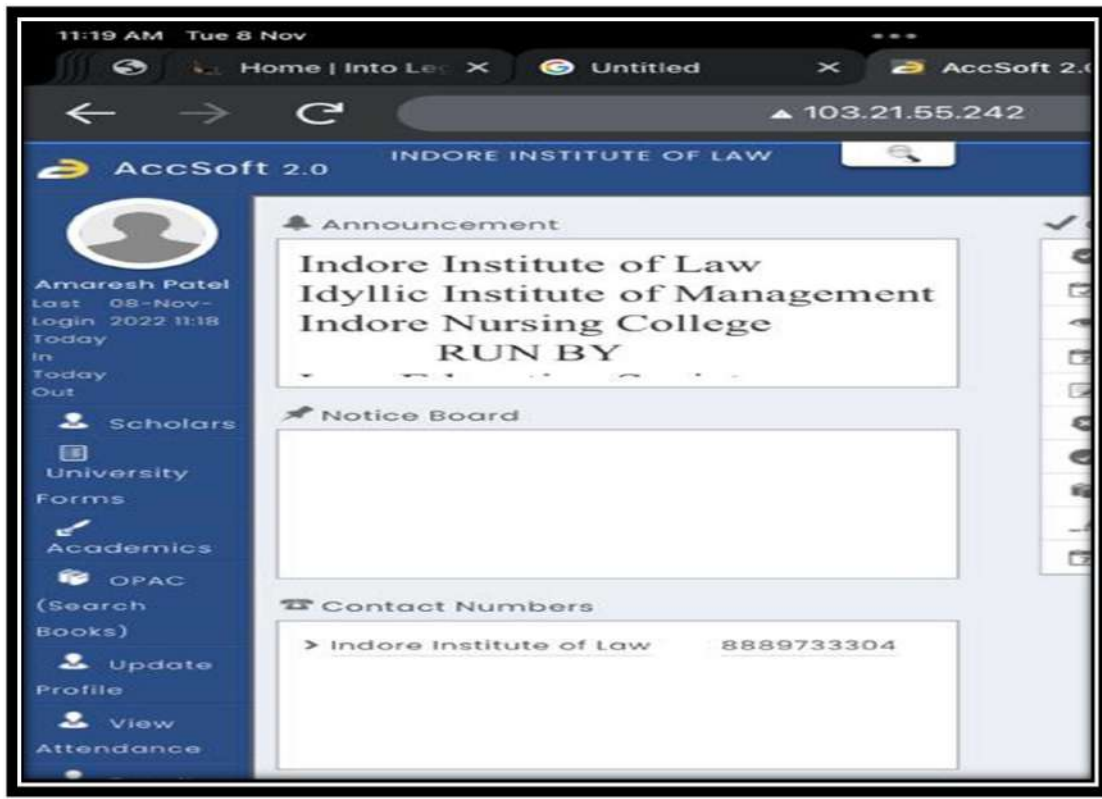 11:19 AM Tue 8 Nov
Home | Into Le
Untitled
AccSoft 2.
103.21.55.242
AccSoft 2.0
INDORE INSTITUTE OF LAW
Amaresh Patel
Last 08-Nov-
Login 2022 11:18
Today
In
Today
Out
Scholars
University
Forms
Academics
OPAC
(Search
Books)
Update
Profile
View
Attendance
Announcement
Indore Institute of Law
Idyllic Institute of Management
Indore Nursing College
RUN BY
Notice Board
Contact Numbers
> Indore Institute of Law 8889733304